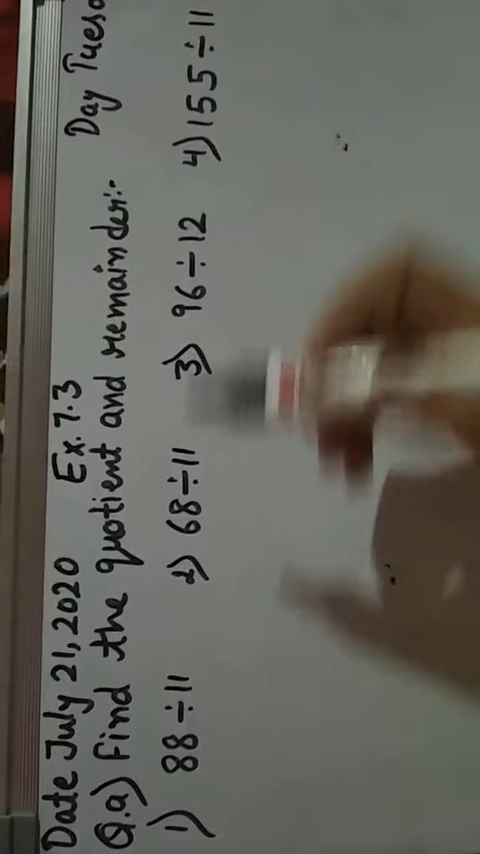 Date July 21, 2020 Ex. 7.3 Day
Q.a) Find the quotient and remainder:-
1) 88÷11 2) 68÷11 3) 96÷12 4) 155÷11